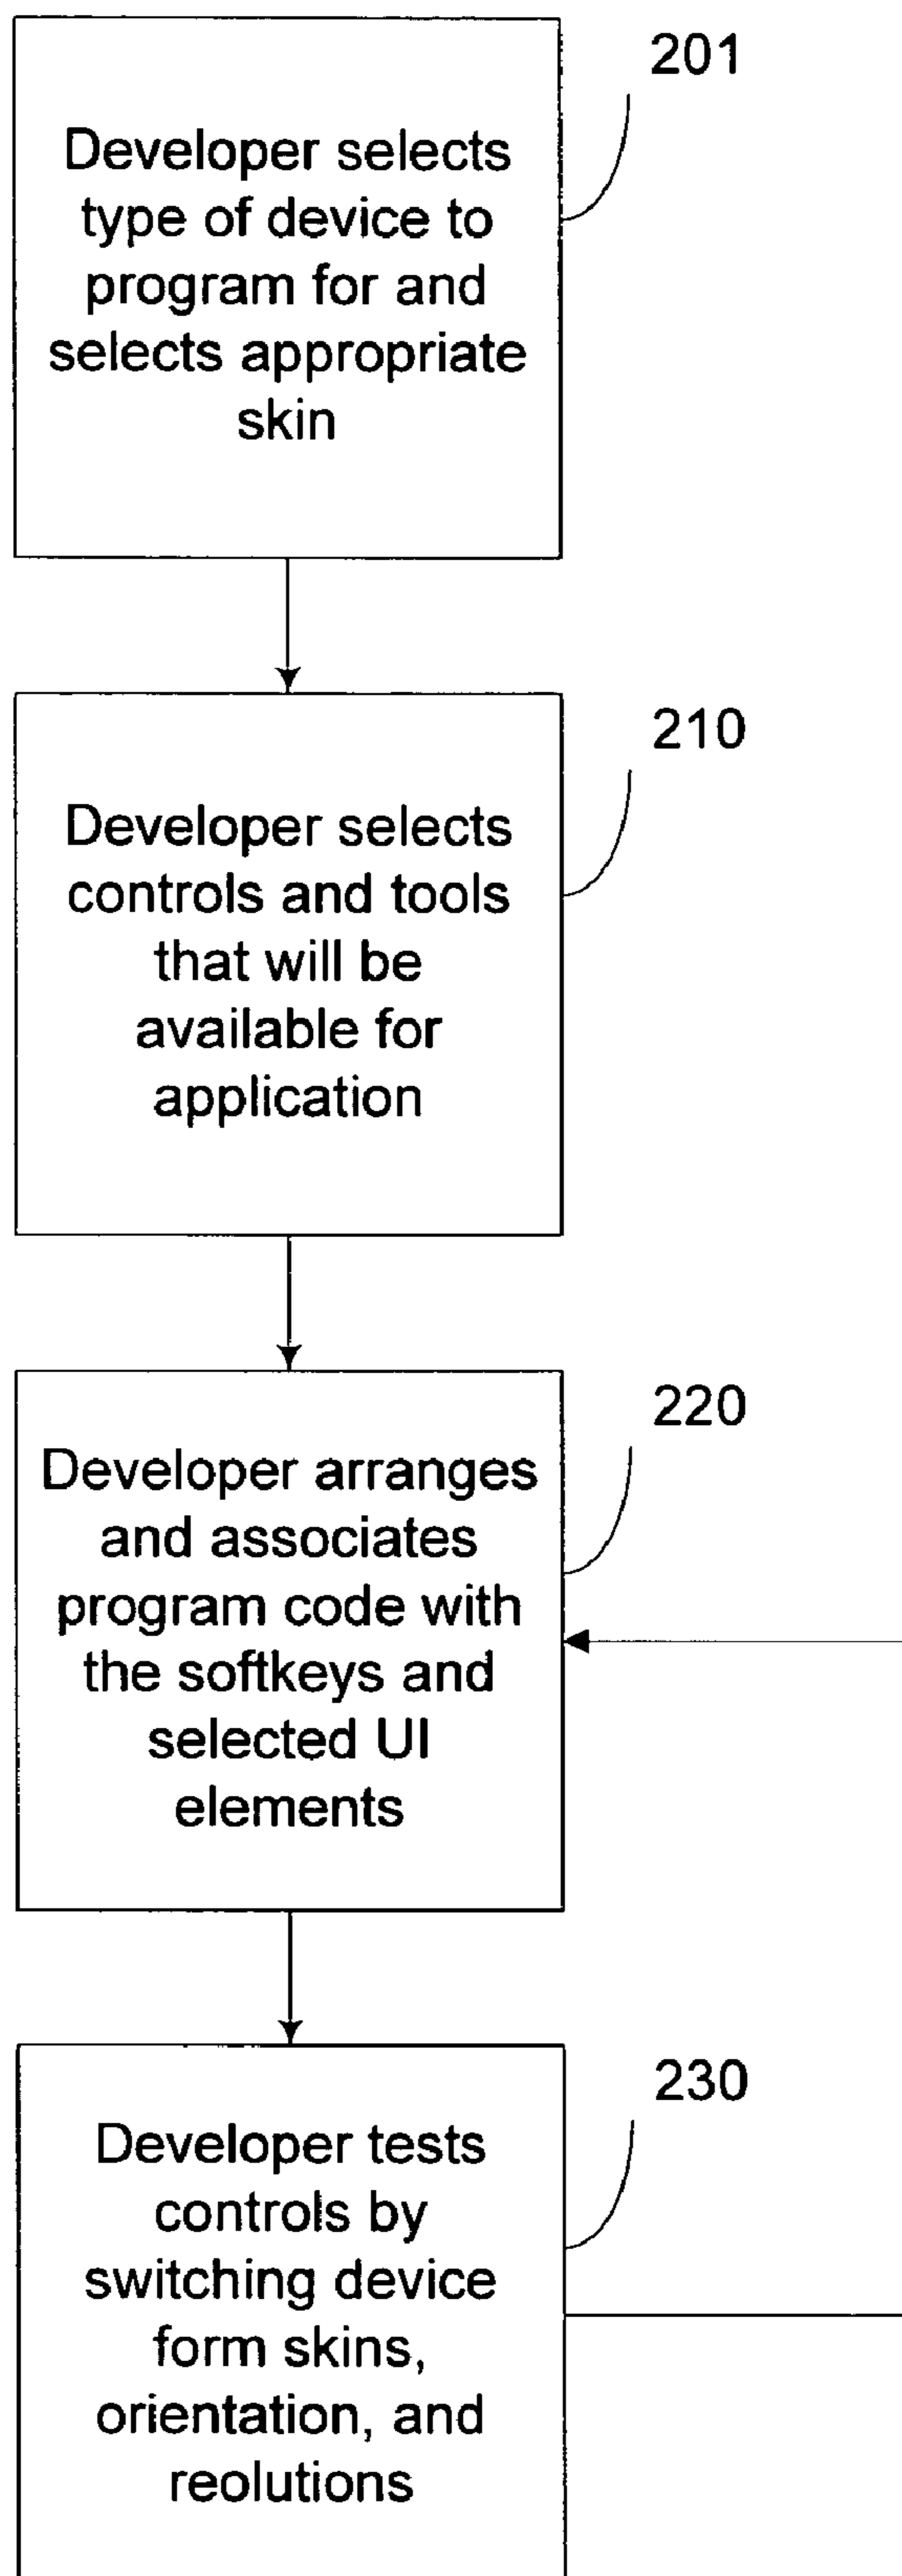 201
Developer selects
type of device to
program for and
selects appropriate
skin
210
Developer selects
controls and tools
that will be
available for
application
220
Developer arranges
and associates
program code with
the softkeys and
selected UI
elements
230
Developer tests
controls by
switching device
form skins,
orientation, and
reolutions